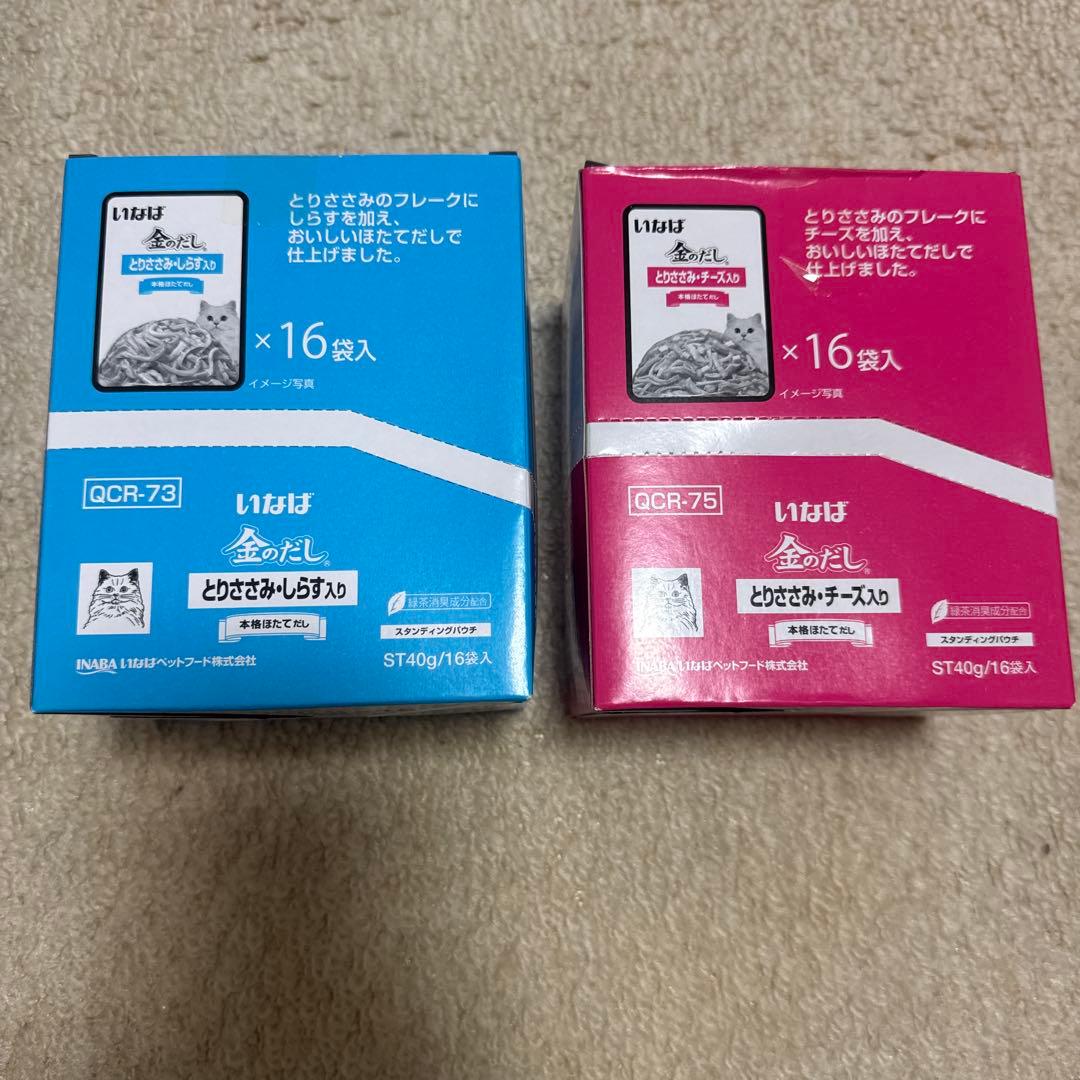 とりささみのフレークに
しらすを加え、
おいしいほたてだしで
仕上げました。
いなば
金のだし®
とりささみ・しらす入り
本格ほたてだし
×16袋入
イメージ写真
QCR-73
いなば
金のだし®
とりささみ・しらす入り
本格ほたてだし
緑茶消臭成分配合
スタンディングパウチ
INABA いなばペットフード株式会社
ST40g/16袋入
とりささみのフレークに
チーズを加え、
おいしいほたてだしで
仕上げました。
いなば
金のだし®
とりささみ・チーズ入り
本格ほたてだし
×16袋入
イメージ写真
QCR-75
いなば
金のだし®
とりささみ・チーズ入り
本格ほたてだし
緑茶消臭成分配合
スタンディングパウチ
INABA いなばペットフード株式会社
ST40g/16袋入